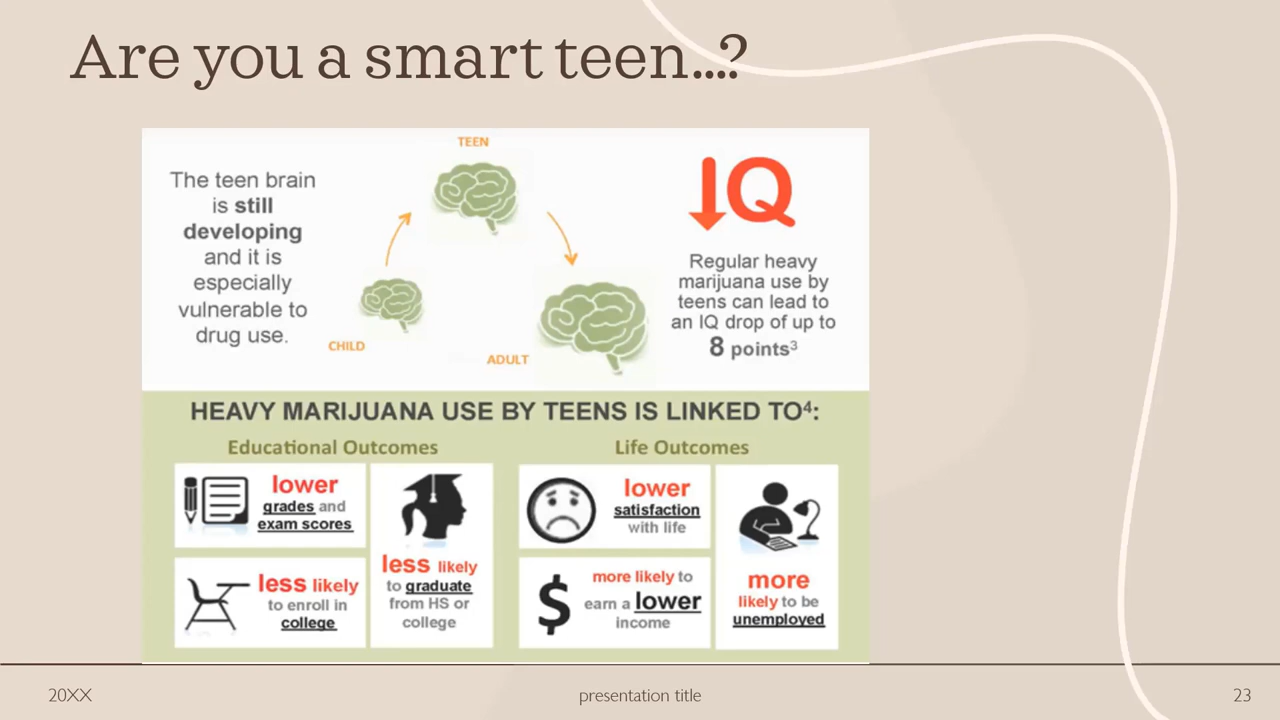 Are you a smart teen...?
TEEN
The teen brain
is still
developing
and it is
especially
vulnerable to
drug use.
CHILD
ADULT
IQ
Regular heavy
marijuana use by
teens can lead to
an IQ drop of up to
8 points³
HEAVY MARIJUANA USE BY TEENS IS LINKED TO⁴:
Educational Outcomes
lower
grades and
exam scores
less likely
to enroll in
college
less likely
to graduate
from HS or
college
Life Outcomes
lower
satisfaction
with life
more likely to
earn a lower
income
more
likely to be
unemployed
20XX
presentation title
23